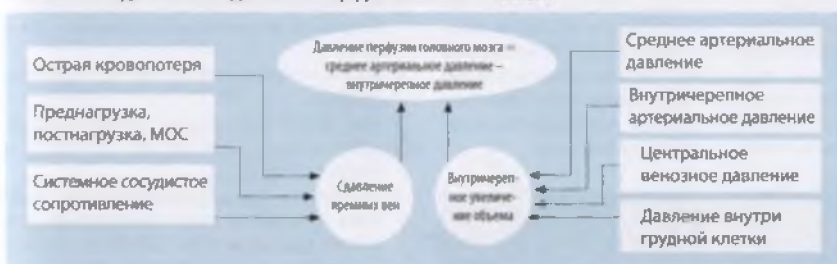 Давление перфузии головного мозга =
среднее артериальное давление –
внутричерепное давление
Острая кровопотеря
Преднагрузка,
постнагрузка, МОС
Системное сосудистое
сопротивление
Сдавление
яремных вен
Внутричереп-
ное увеличе-
ние объема
Среднее артериальное
давление
Внутричерепное
артериальное давление
Центральное
венозное давление
Давление внутри
грудной клетки